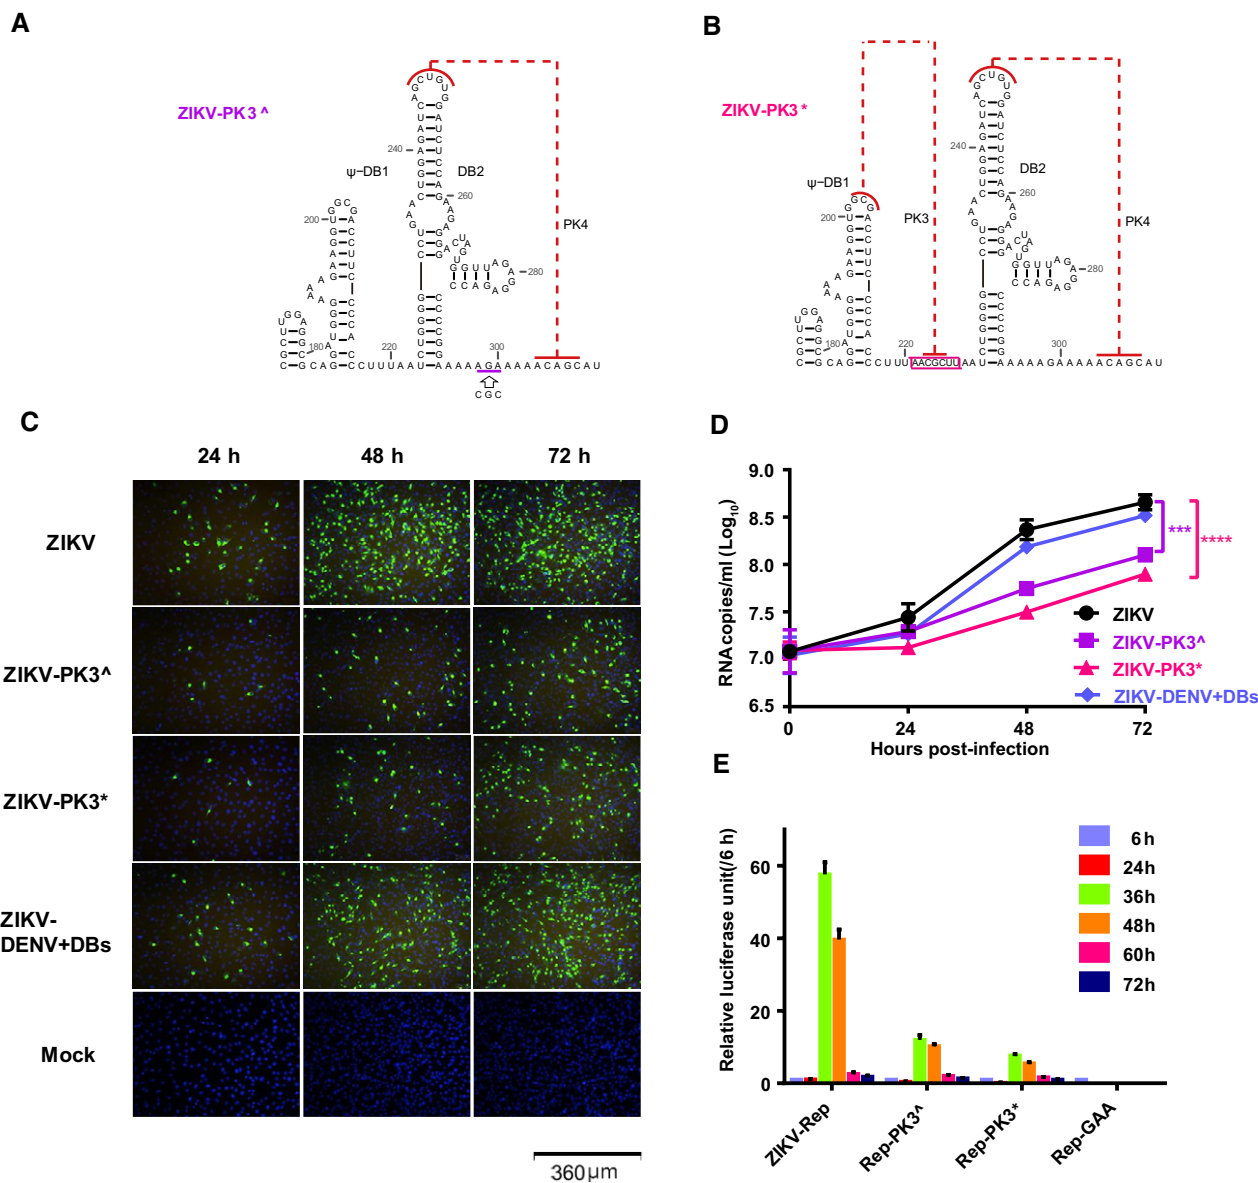 A
ZIKV-PK3 ^
ψ−DB1
DB2
PK4
180
200
220
240
260
280
300
C G C
B
ZIKV-PK3 *
ψ−DB1
PK3
DB2
PK4
180
200
220
240
260
280
300
AACGCUU
C
24 h
48 h
72 h
ZIKV
ZIKV-PK3^
ZIKV-PK3*
ZIKV-
DENV+DBs
Mock
360μm
D
RNAcopies/ml (Log10)
9.0
8.5
8.0
7.5
7.0
6.5
0
24
48
72
Hours post-infection
***
****
ZIKV
ZIKV-PK3^
ZIKV-PK3*
ZIKV-DENV+DBs
E
Relative luciferase unit(/6 h)
60
40
20
0
6h
24h
36h
48h
60h
72h
ZIKV-Rep
Rep-PK3^
Rep-PK3*
Rep-GAA